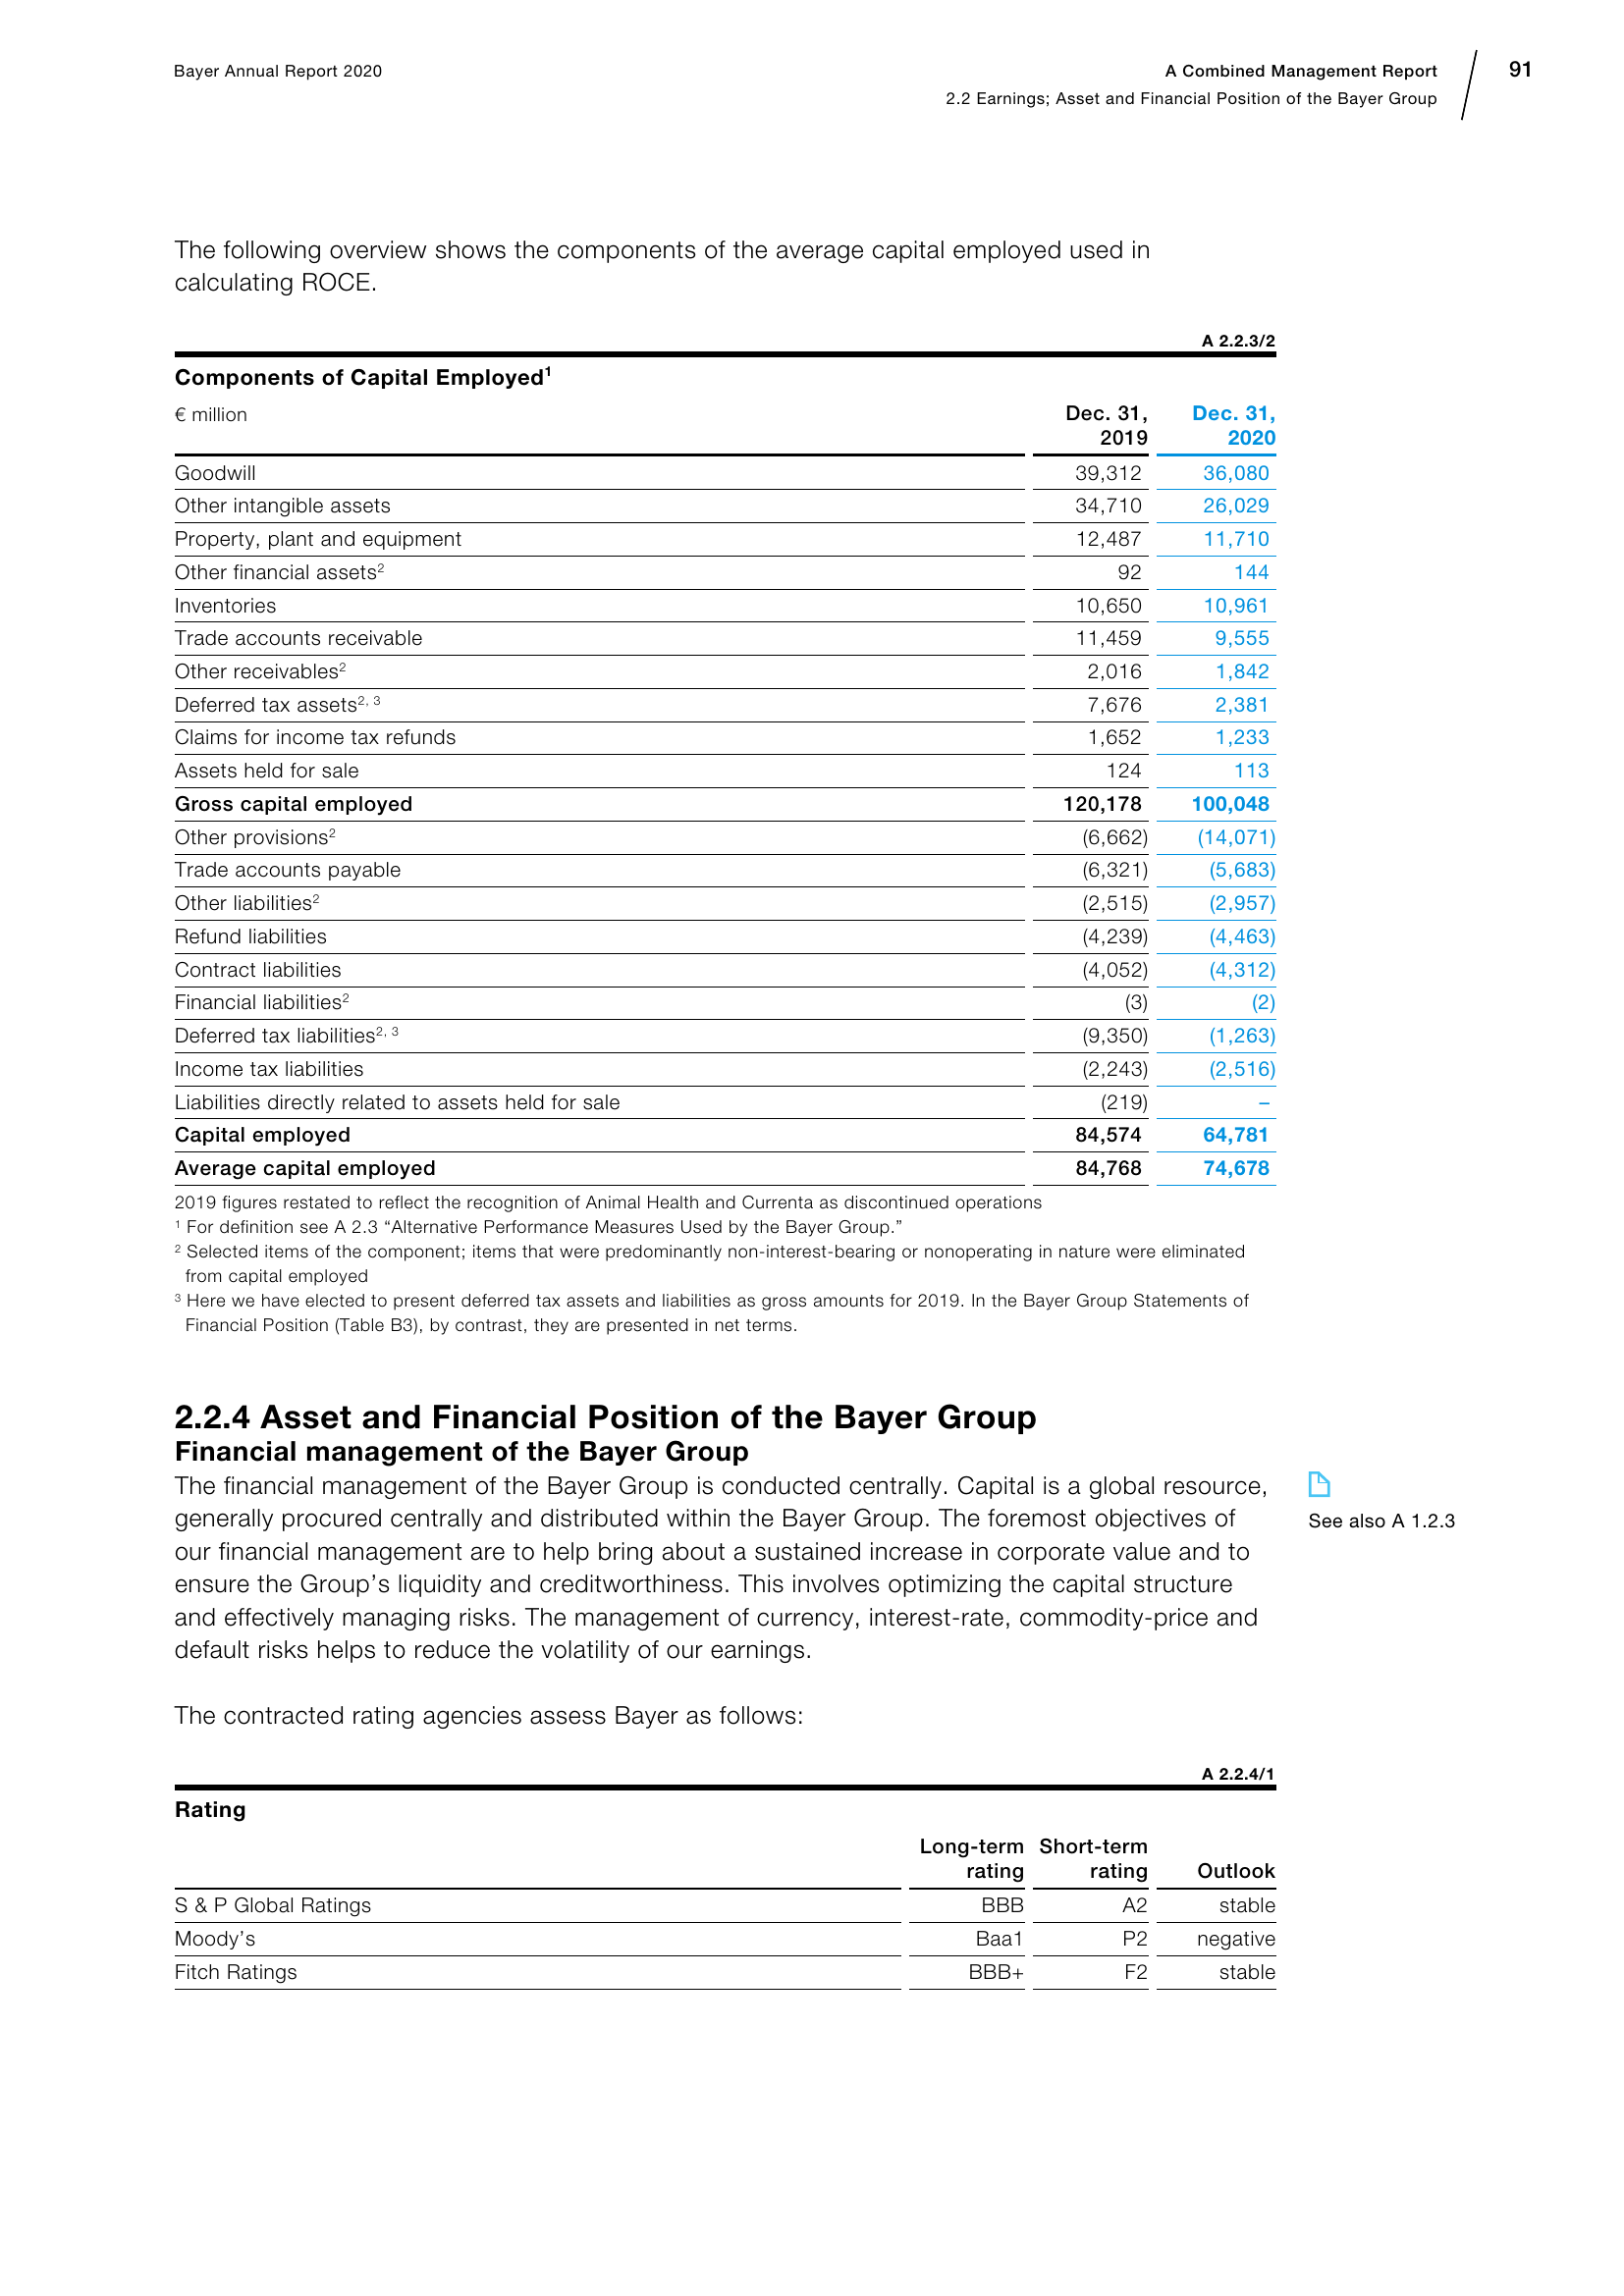 Bayer Annual Report 2020
A Combined Management Report
91
2.2 Earnings; Asset and Financial Position of the Bayer Group
The following overview shows the components of the average capital employed used in
calculating ROCE.
A 2.2.3/2
Components of Capital Employed¹
€ million Dec. 31, 2019 Dec. 31, 2020
Goodwill 39,312 36,080
Other intangible assets 34,710 26,029
Property, plant and equipment 12,487 11,710
Other financial assets² 92 144
Inventories 10,650 10,961
Trade accounts receivable 11,459 9,555
Other receivables² 2,016 1,842
Deferred tax assets²,³ 7,676 2,381
Claims for income tax refunds 1,652 1,233
Assets held for sale 124 113
Gross capital employed 120,178 100,048
Other provisions² (6,662) (14,071)
Trade accounts payable (6,321) (5,683)
Other liabilities² (2,515) (2,957)
Refund liabilities (4,239) (4,463)
Contract liabilities (4,052) (4,312)
Financial liabilities² (3) (2)
Deferred tax liabilities²,³ (9,350) (1,263)
Income tax liabilities (2,243) (2,516)
Liabilities directly related to assets held for sale (219) –
Capital employed 84,574 64,781
Average capital employed 84,768 74,678
2019 figures restated to reflect the recognition of Animal Health and Currenta as discontinued operations
¹ For definition see A 2.3 “Alternative Performance Measures Used by the Bayer Group.”
² Selected items of the component; items that were predominantly non-interest-bearing or nonoperating in nature were eliminated
from capital employed
³ Here we have elected to present deferred tax assets and liabilities as gross amounts for 2019. In the Bayer Group Statements of
Financial Position (Table B3), by contrast, they are presented in net terms.
2.2.4 Asset and Financial Position of the Bayer Group
Financial management of the Bayer Group
The financial management of the Bayer Group is conducted centrally. Capital is a global resource,
generally procured centrally and distributed within the Bayer Group. The foremost objectives of
our financial management are to help bring about a sustained increase in corporate value and to
ensure the Group’s liquidity and creditworthiness. This involves optimizing the capital structure
and effectively managing risks. The management of currency, interest-rate, commodity-price and
default risks helps to reduce the volatility of our earnings.
See also A 1.2.3
The contracted rating agencies assess Bayer as follows:
A 2.2.4/1
Rating
Long-term rating Short-term rating Outlook
S & P Global Ratings BBB A2 stable
Moody’s Baa1 P2 negative
Fitch Ratings BBB+ F2 stable